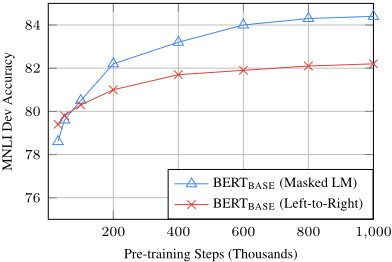 84
82
80
78
76
MNLI Dev Accuracy
BERTBASE (Masked LM)
BERTBASE (Left-to-Right)
200 400 600 800 1,000
Pre-training Steps (Thousands)